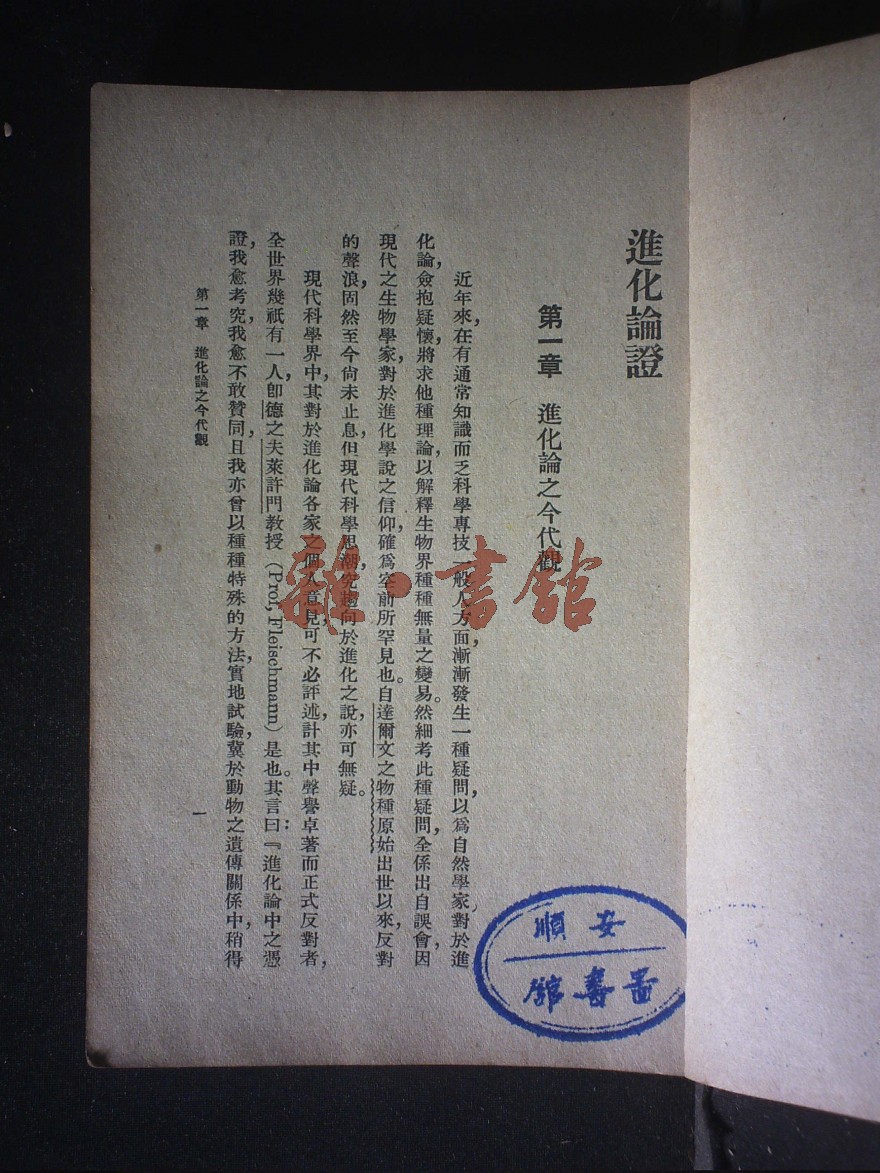 進化論證
第一章　進化論之今代觀
近年來，在有通常知識而乏科學專技一般人方面，漸漸發生一種疑問，以爲自然學家對於進
化論，僉抱疑懷，將求他種理論，以解釋生物界種種無量之變易。然細考此種疑問，全係出自誤會，因
現代之生物學家，對於進化學說之信仰，確爲空前所罕見也。自達爾文之物種原始出世以來，反對
的聲浪，固然至今尙未止息，但現代科學思潮，究趨向於進化之說，亦可無疑。
現代科學界中，其對於進化論各家之個人意見，可不必評述，計其中聲譽卓著而正式反對者，
全世界幾祇有一人，卽德之夫萊許門敎授（Prof, Fleischmann）是也。其言曰：『進化論中之憑
證，我愈考究，我愈不敢贊同，且我亦曾以種種特殊的方法，實地試驗，冀於動物之遺傳關係中，稍得
第一章　進化論之今代觀
一
安順
圖書館
雜·書館